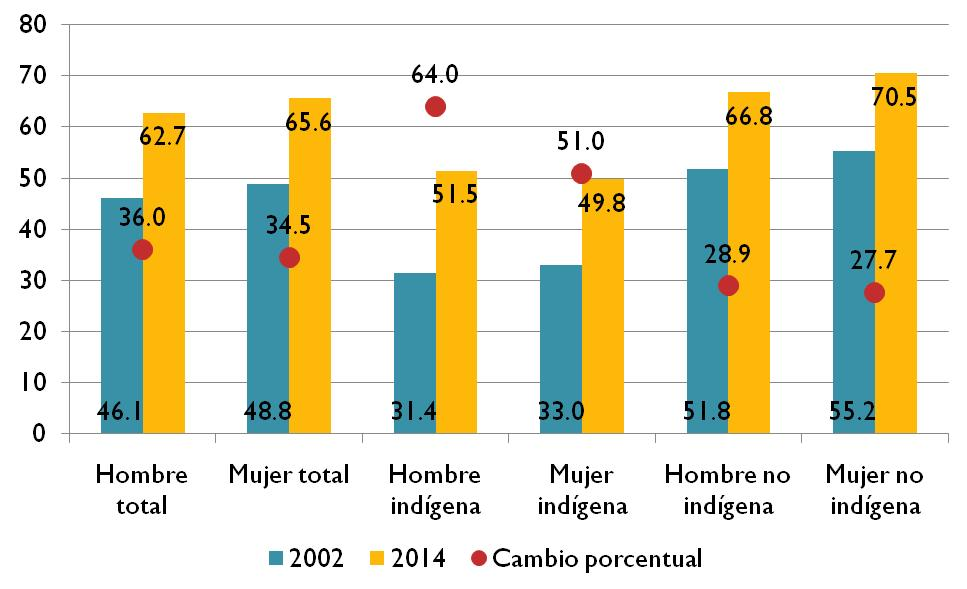 80
70
60
50
40
30
20
10
0
62.7
36.0
46.1
65.6
34.5
48.8
64.0
51.5
31.4
51.0
49.8
33.0
66.8
28.9
51.8
70.5
27.7
55.2
Hombre
total
Mujer total
Hombre
indígena
Mujer
indígena
Hombre no
indígena
Mujer no
indígena
2002 2014 Cambio porcentual